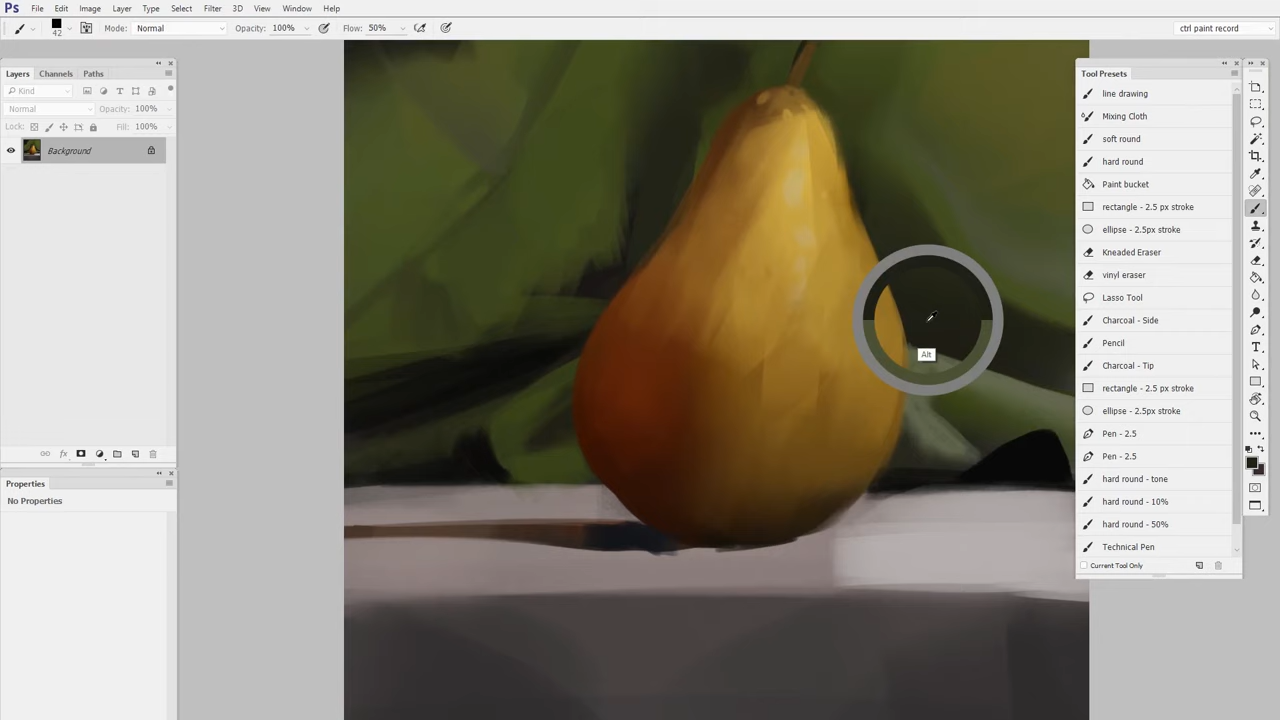 Ps File Edit Image Layer Type Select Filter 3D View Window Help
42 Mode: Normal Opacity: 100% Flow: 50% ctrl paint record
Layers Channels Paths
Kind
Normal Opacity: 100%
Lock: Fill: 100%
Background
fx
Properties
No Properties
Alt
Tool Presets
line drawing
Mixing Cloth
soft round
hard round
Paint bucket
rectangle - 2.5 px stroke
ellipse - 2.5px stroke
Kneaded Eraser
vinyl eraser
Lasso Tool
Charcoal - Side
Pencil
Charcoal - Tip
rectangle - 2.5 px stroke
ellipse - 2.5px stroke
Pen - 2.5
Pen - 2.5
hard round - tone
hard round - 10%
hard round - 50%
Technical Pen
Current Tool Only